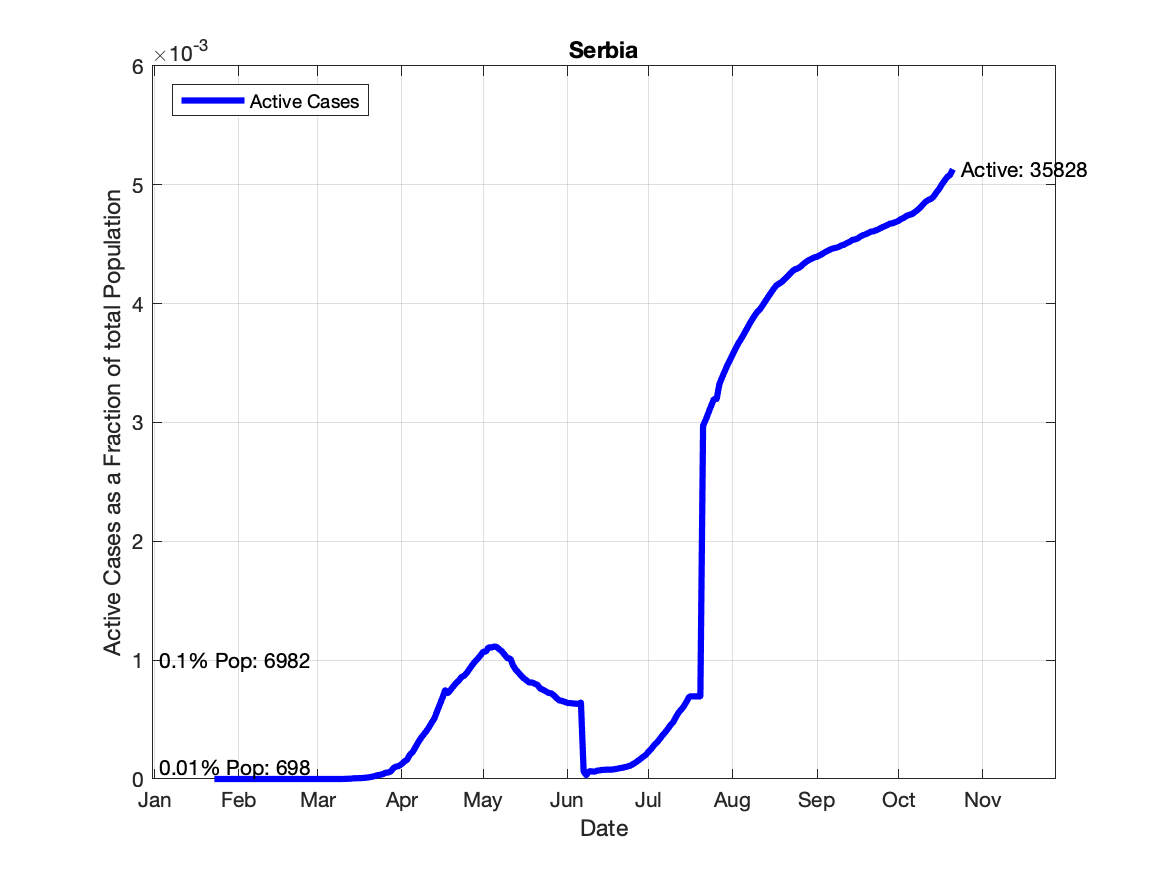 Serbia
×10-3
6
5
4
3
2
1
0
Active Cases
Active: 35828
0.1% Pop: 6982
0.01% Pop: 698
Active Cases as a Fraction of total Population
Jan Feb Mar Apr May Jun Jul Aug Sep Oct Nov
Date